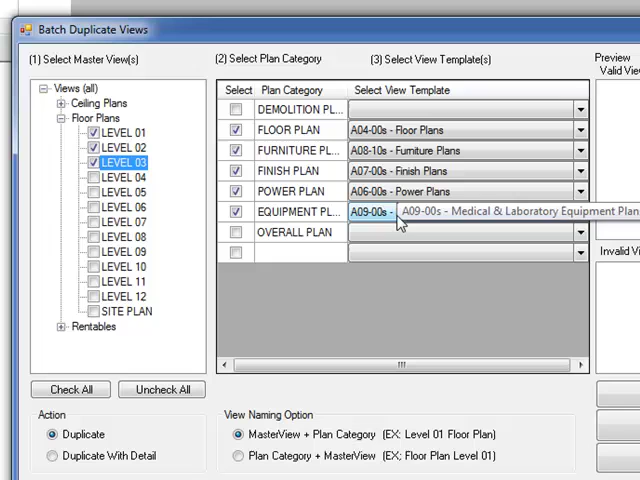 Batch Duplicate Views
(1) Select Master View(s)
(2) Select Plan Category
(3) Select View Template(s)
Preview
Valid View
Views (all)
Ceiling Plans
Floor Plans
LEVEL 01
LEVEL 02
LEVEL 03
LEVEL 04
LEVEL 05
LEVEL 06
LEVEL 07
LEVEL 08
LEVEL 09
LEVEL 10
LEVEL 11
LEVEL 12
SITE PLAN
Rentables
Select Plan Category Select View Template
DEMOLITION PL...
FLOOR PLAN A04-00s - Floor Plans
FURNITURE PL... A08-10s - Furniture Plans
FINISH PLAN A07-00s - Finish Plans
POWER PLAN A06-00s - Power Plans
EQUIPMENT PL... A09-00s - A09-00s - Medical & Laboratory Equipment Plan
OVERALL PLAN
Invalid Vi
Check All Uncheck All
Action
Duplicate
Duplicate With Detail
View Naming Option
MasterView + Plan Category (EX: Level 01 Floor Plan)
Plan Category + MasterView (EX; Floor Plan Level 01)